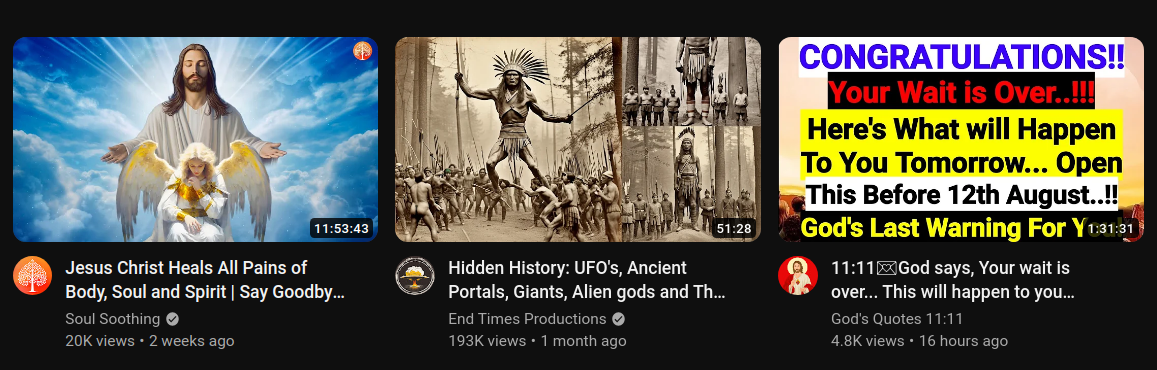 CONGRATULATIONS!!
Your Wait is Over..!!!
Here's What will Happen
To You Tomorrow... Open
This Before 12th August..!!
God's Last Warning For
11:53:43
51:28
1:31:31
Jesus Christ Heals All Pains of
Body, Soul and Spirit | Say Goodby...
Soul Soothing
20K views • 2 weeks ago
Hidden History: UFO's, Ancient
Portals, Giants, Alien gods and Th...
End Times Productions
193K views • 1 month ago
11:11✉God says, Your wait is
over... This will happen to you...
God's Quotes 11:11
4.8K views • 16 hours ago